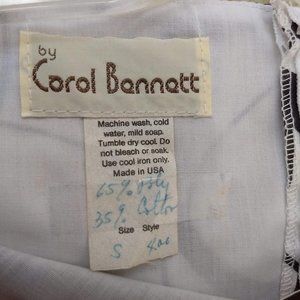 by
Carol Bennett
Machine wash, cold
water, mild soap.
Tumble dry cool. Do
not bleach or soak.
Use cool iron only.
Made in USA
65% Poly
35% Cotton
Size Style
S 400